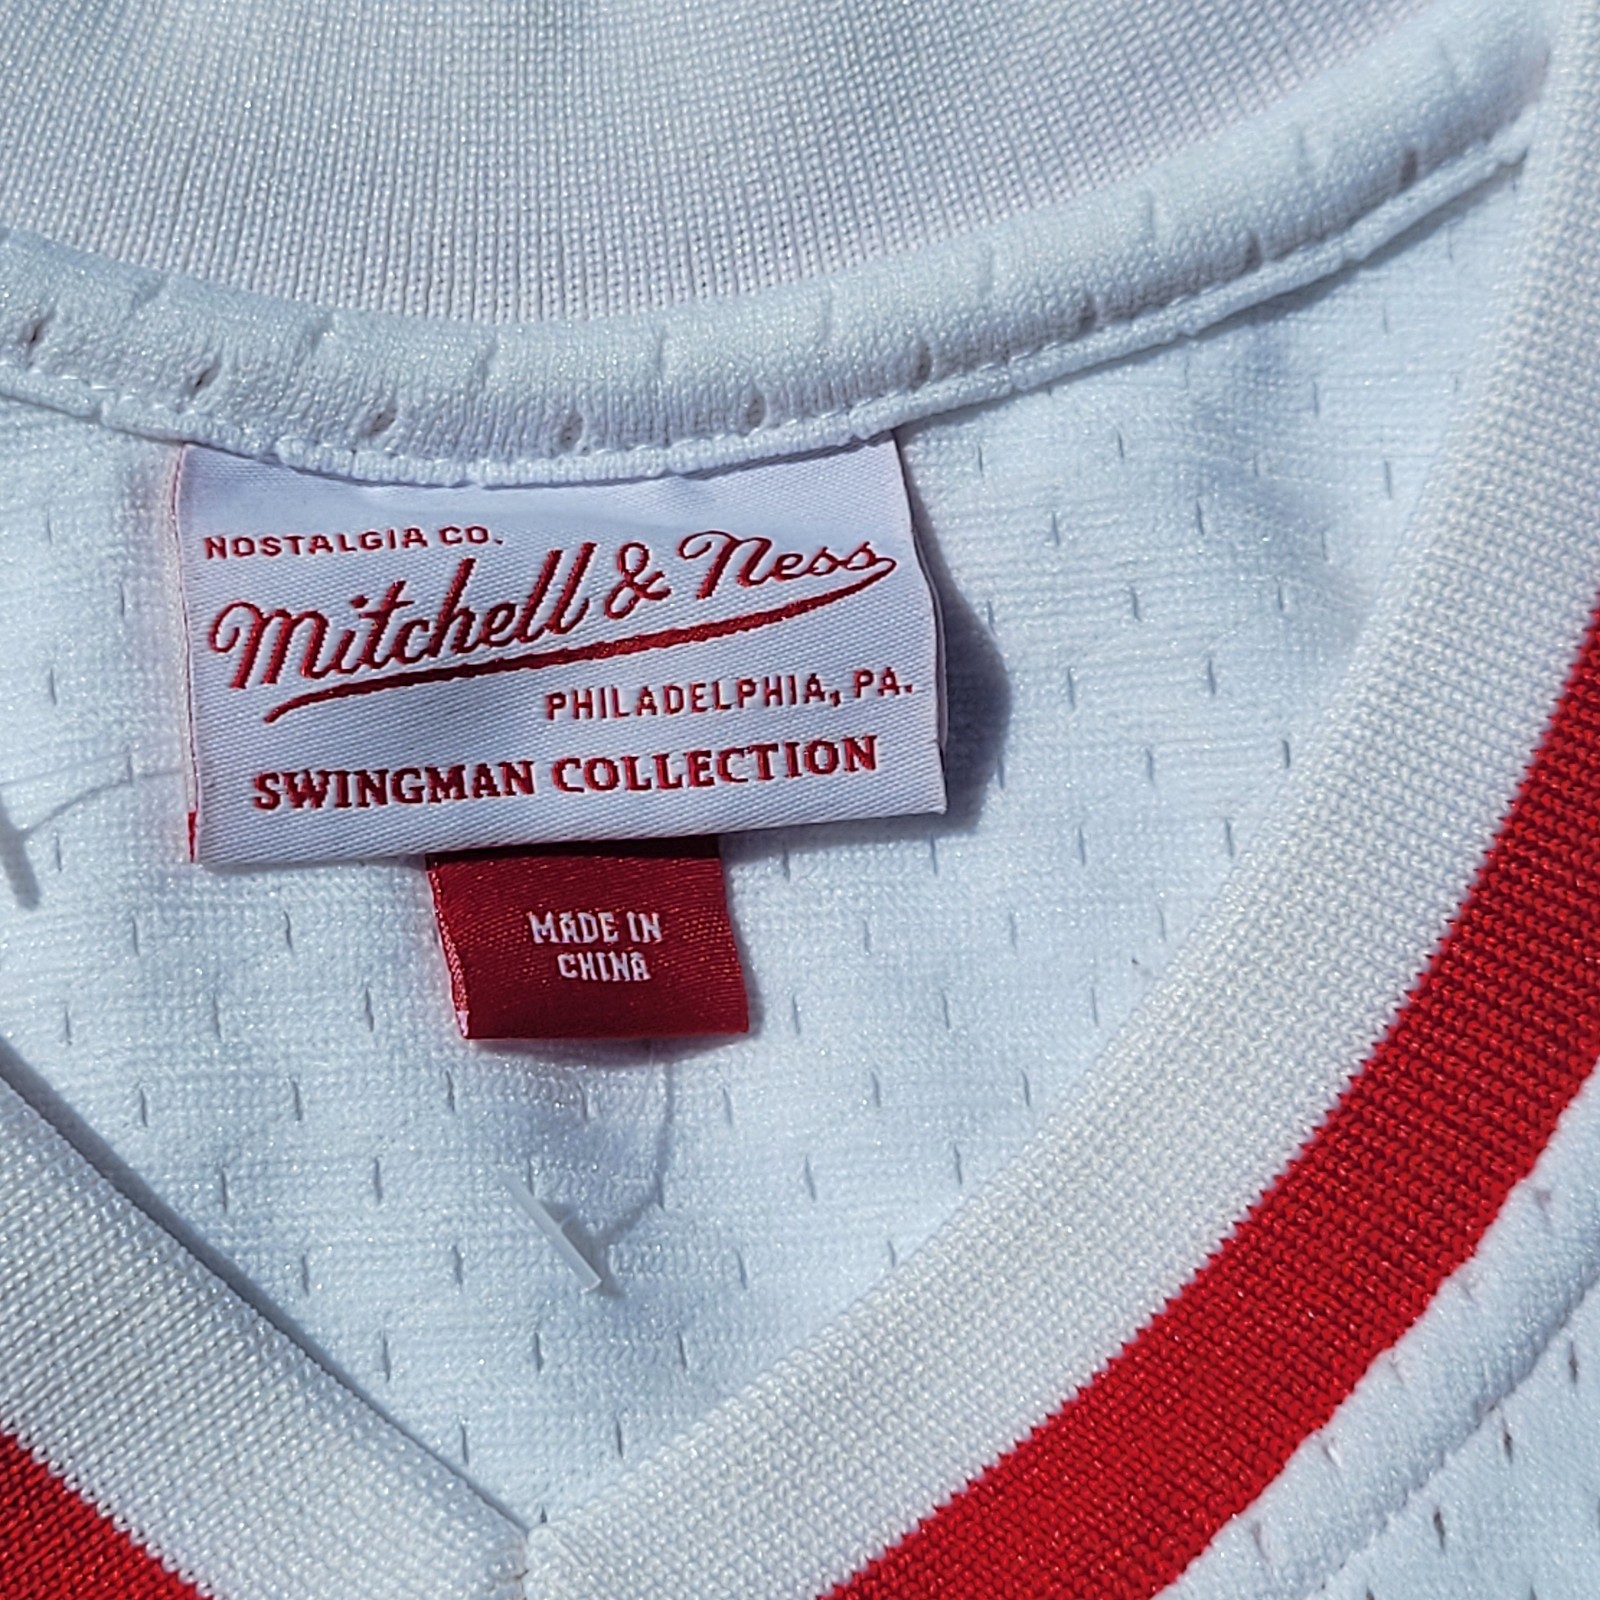 NOSTALGIA CO.
Mitchell & Ness
PHILADELPHIA, PA.
SWINGMAN COLLECTION
MADE IN
CHINA